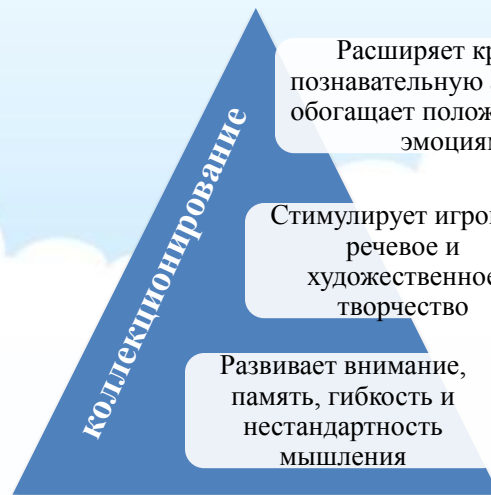 коллекционирование
Расширяет
познавательную
обогащает
Стимулирует
речевое и
творчество
Развивает внимание,
память, гибкость и
нестандартность
мышления